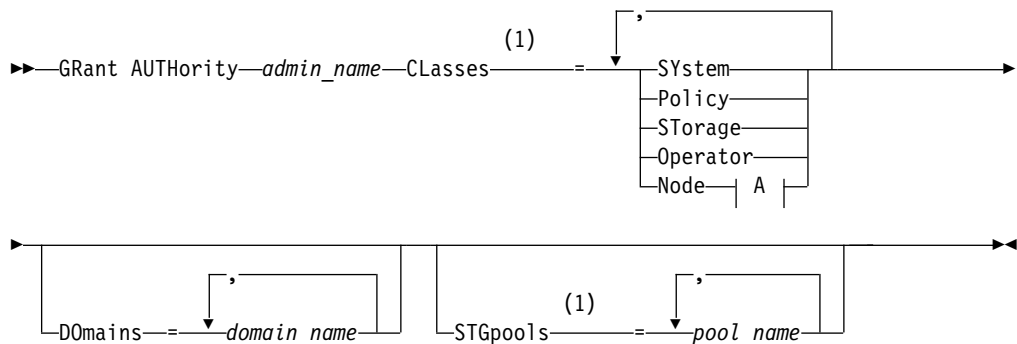 (1)
,
GRant AUTHority admin_name CLasses = SYstem
Policy
STorage
Operator
Node A
, ,
(1)
DOmains = domain name STGpools = pool name